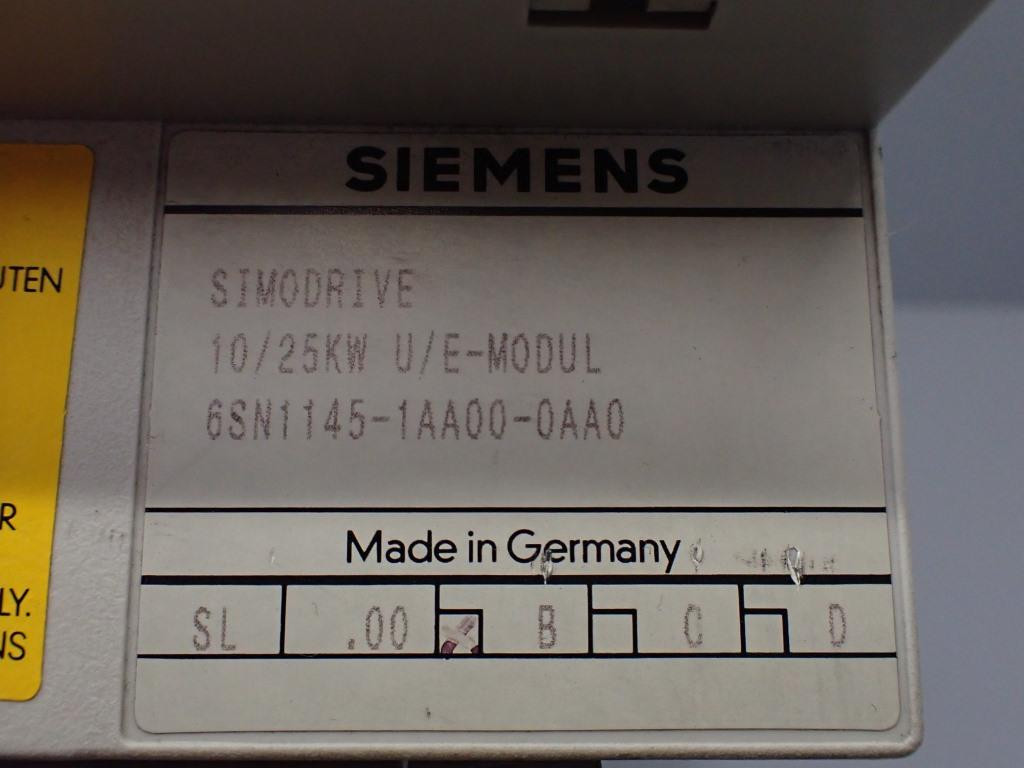 SIEMENS
SIMODRIVE
10/25KW U/E-MODUL
6SN1145-1AA00-0AA0
Made in Germany
SL .00 B C D
UTEN
R
LY.
NS